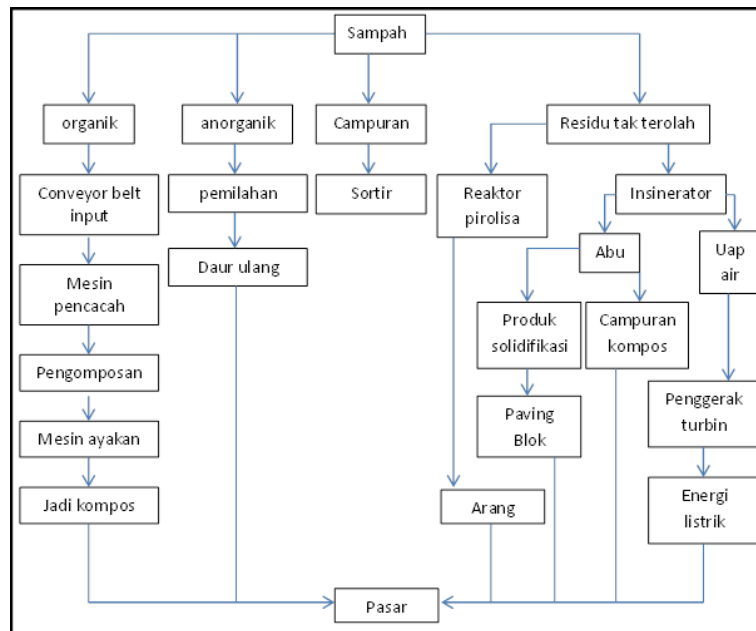 Sampah
organik
anorganik
Campuran
Residu tak terolah
Conveyor belt
input
pemilahan
Sortir
Reaktor
pirolisa
Insinerator
Mesin
pencacah
Daur ulang
Abu
Uap
air
Pengomposan
Produk
solidifikasi
Campuran
kompos
Mesin ayakan
Paving
Blok
Penggerak
turbin
Jadi kompos
Arang
Energi
listrik
Pasar